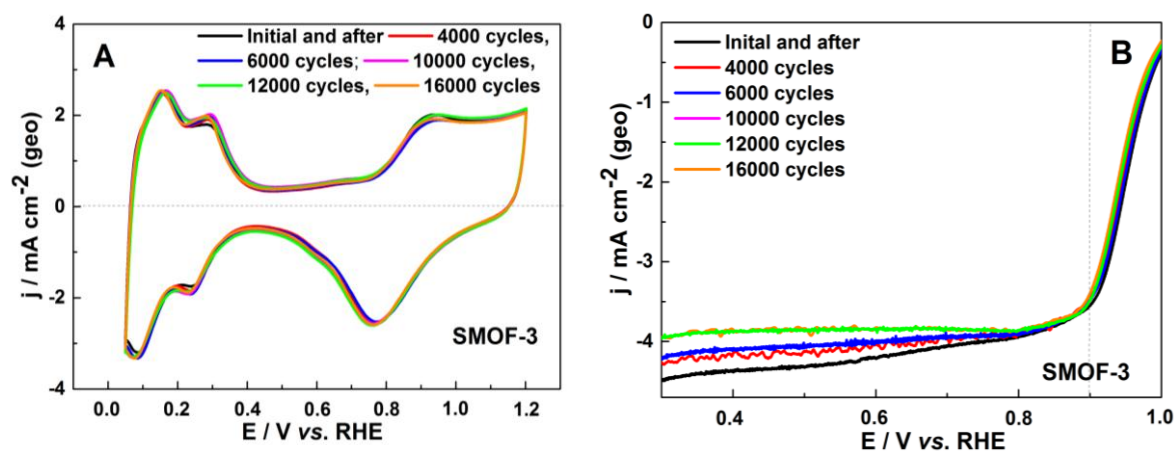 A
Initial and after 4000 cycles,
6000 cycles; 10000 cycles,
12000 cycles, 16000 cycles
4
2
0
-2
-4
j / mA cm⁻² (geo)
SMOF-3
0.0 0.2 0.4 0.6 0.8 1.0 1.2
E / V vs. RHE
B
Inital and after
4000 cycles
6000 cycles
10000 cycles
12000 cycles
16000 cycles
0
-1
-2
-3
-4
j / mA cm⁻² (geo)
SMOF-3
0.4 0.6 0.8 1.0
E / V vs. RHE